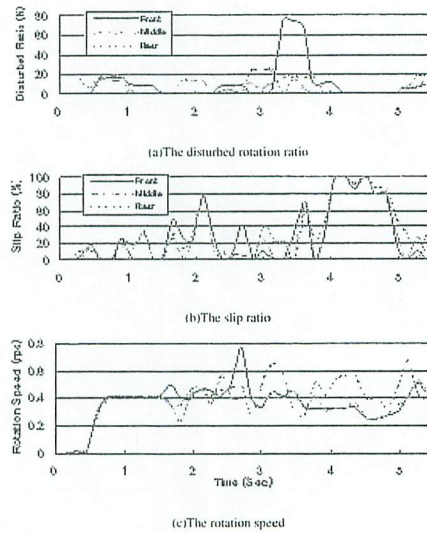 Disturbed Ratio (%)
80
60
40
20
0
Front
Middle
Rear
0 1 2 3 4 5
(a)The disturbed rotation ratio
Slip Ratio (%)
100
80
60
40
20
0
Front
Middle
Rear
0 1 2 3 4 5
(b)The slip ratio
Rotation Speed (rps)
0.8
0.6
0.4
0.2
0
0 1 2 3 4 5
Time (Sec)
(c)The rotation speed